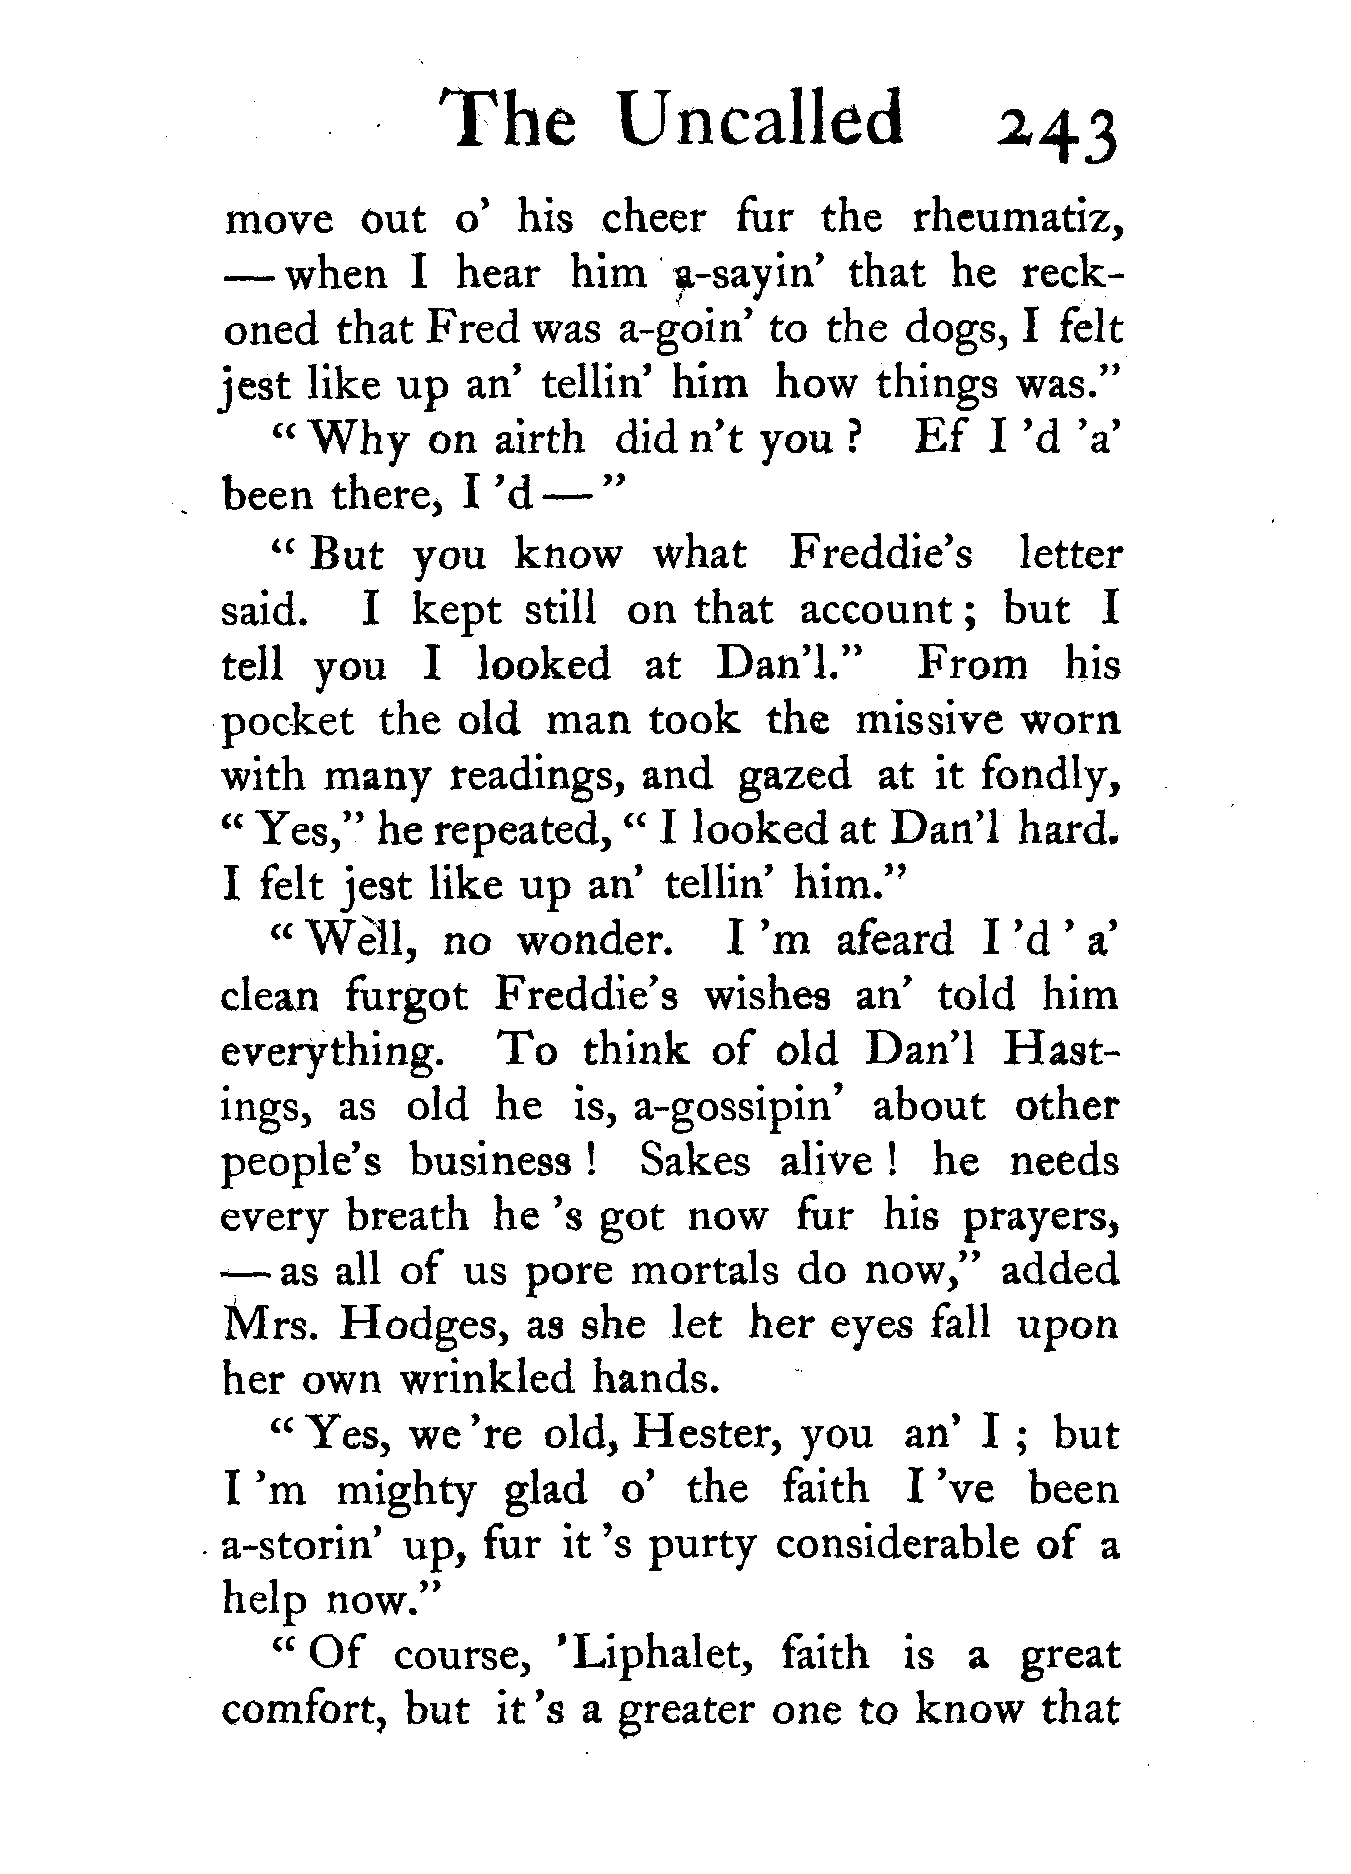 The Uncalled 243
move out o' his cheer fur the rheumatiz,
— when I hear him a-sayin' that he reck-
oned that Fred was a-goin' to the dogs, I felt
jest like up an' tellin' him how things was."
"Why on airth did n't you? Ef I 'd 'a'
been there, I 'd—"
"But you know what Freddie's letter
said. I kept still on that account; but I
tell you I looked at Dan'l." From his
pocket the old man took the missive worn
with many readings, and gazed at it fondly,
"Yes," he repeated, "I looked at Dan'l hard.
I felt jest like up an' tellin' him."
"Well, no wonder. I 'm afeard I 'd ' a'
clean furgot Freddie's wishes an' told him
everything. To think of old Dan'l Hast-
ings, as old he is, a-gossipin' about other
people's business! Sakes alive! he needs
every breath he 's got now fur his prayers,
— as all of us pore mortals do now," added
Mrs. Hodges, as she let her eyes fall upon
her own wrinkled hands.
"Yes, we 're old, Hester, you an' I; but
I 'm mighty glad o' the faith I 've been
a-storin' up, fur it 's purty considerable of a
help now."
"Of course, 'Liphalet, faith is a great
comfort, but it 's a greater one to know that